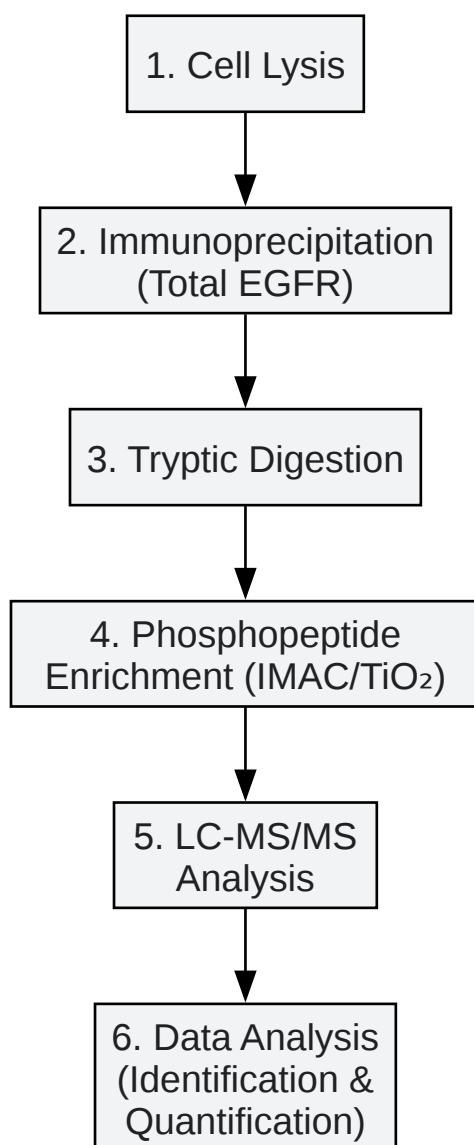 1. Cell Lysis
2. Immunoprecipitation
(Total EGFR)
3. Tryptic Digestion
4. Phosphopeptide
Enrichment (IMAC/TiO₂)
5. LC-MS/MS
Analysis
6. Data Analysis
(Identification &
Quantification)